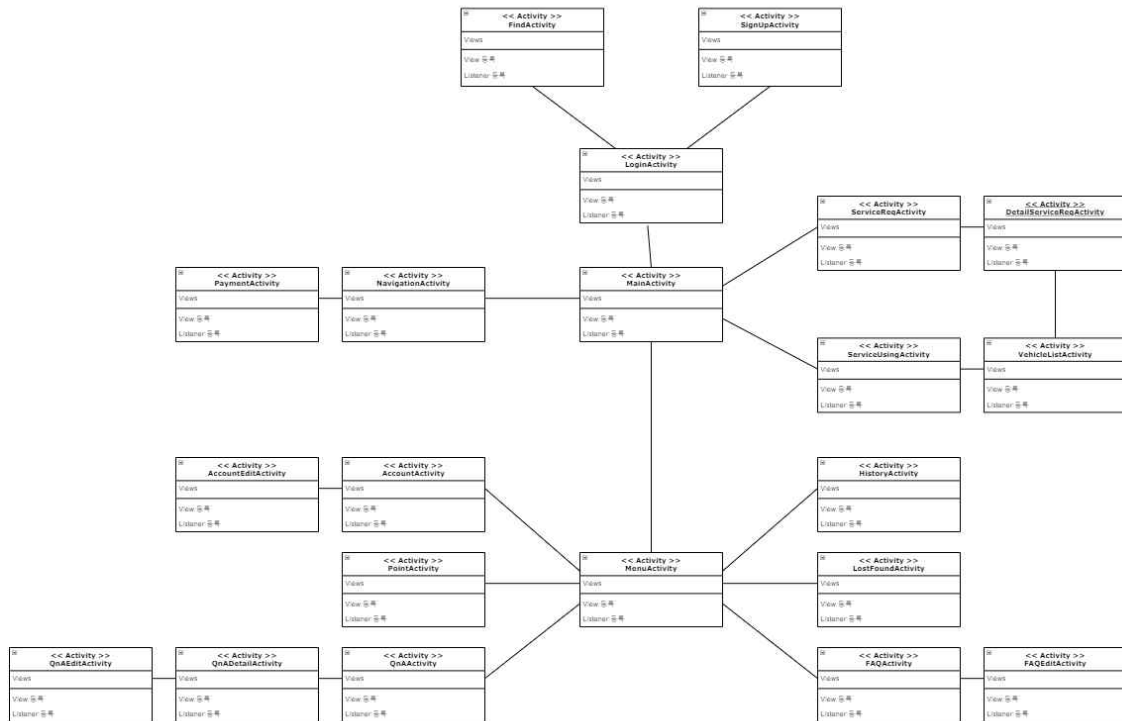 << Activity >>
FindActivity
Views
View 등록
Listener 등록
<< Activity >>
SignUpActivity
Views
View 등록
Listener 등록
<< Activity >>
LoginActivity
Views
View 등록
Listener 등록
<< Activity >>
ServiceReqActivity
Views
View 등록
Listener 등록
<< Activity >>
DetailServiceReqActivity
Views
View 등록
Listener 등록
<< Activity >>
PaymentActivity
Views
View 등록
Listener 등록
<< Activity >>
NavigationActivity
Views
View 등록
Listener 등록
<< Activity >>
MainActivity
Views
View 등록
Listener 등록
<< Activity >>
ServiceUsingActivity
Views
View 등록
Listener 등록
<< Activity >>
VehicleListActivity
Views
View 등록
Listener 등록
<< Activity >>
AccountEditActivity
Views
View 등록
Listener 등록
<< Activity >>
AccountActivity
Views
View 등록
Listener 등록
<< Activity >>
HistoryActivity
Views
View 등록
Listener 등록
<< Activity >>
PointActivity
Views
View 등록
Listener 등록
<< Activity >>
MenuActivity
Views
View 등록
Listener 등록
<< Activity >>
LostFoundActivity
Views
View 등록
Listener 등록
<< Activity >>
QnAEditActivity
Views
View 등록
Listener 등록
<< Activity >>
QnADetailActivity
Views
View 등록
Listener 등록
<< Activity >>
QnAActivity
Views
View 등록
Listener 등록
<< Activity >>
FAQActivity
Views
View 등록
Listener 등록
<< Activity >>
FAQEditActivity
Views
View 등록
Listener 등록